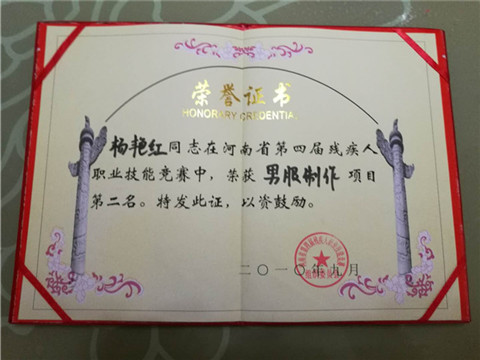 荣誉证书
HONORARY CREDENTIAL
杨艳红同志在河南省第四届残疾人
职业技能竞赛中，荣获 男服制作 项目
第二名。特发此证，以资鼓励。
二〇一〇年九月